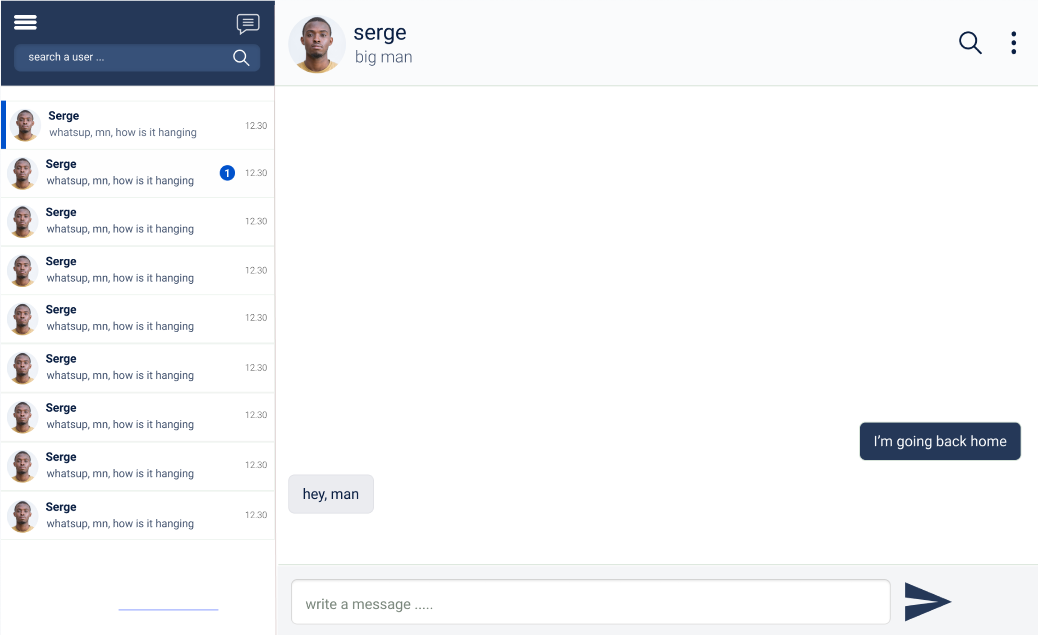 search a user ...
Serge
whatsup, mn, how is it hanging
12.30
Serge
whatsup, mn, how is it hanging
1
12.30
Serge
whatsup, mn, how is it hanging
12.30
Serge
whatsup, mn, how is it hanging
12.30
Serge
whatsup, mn, how is it hanging
12.30
Serge
whatsup, mn, how is it hanging
12.30
Serge
whatsup, mn, how is it hanging
12.30
Serge
whatsup, mn, how is it hanging
12.30
Serge
whatsup, mn, how is it hanging
12.30
serge
big man
I'm going back home
hey, man
write a message .....